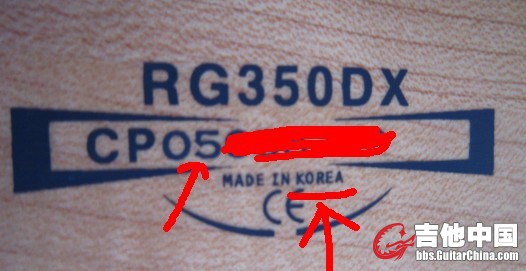 RG350DX
CP05
MADE IN KOREA
CE
吉他中国
bbs.GuitarChina.com